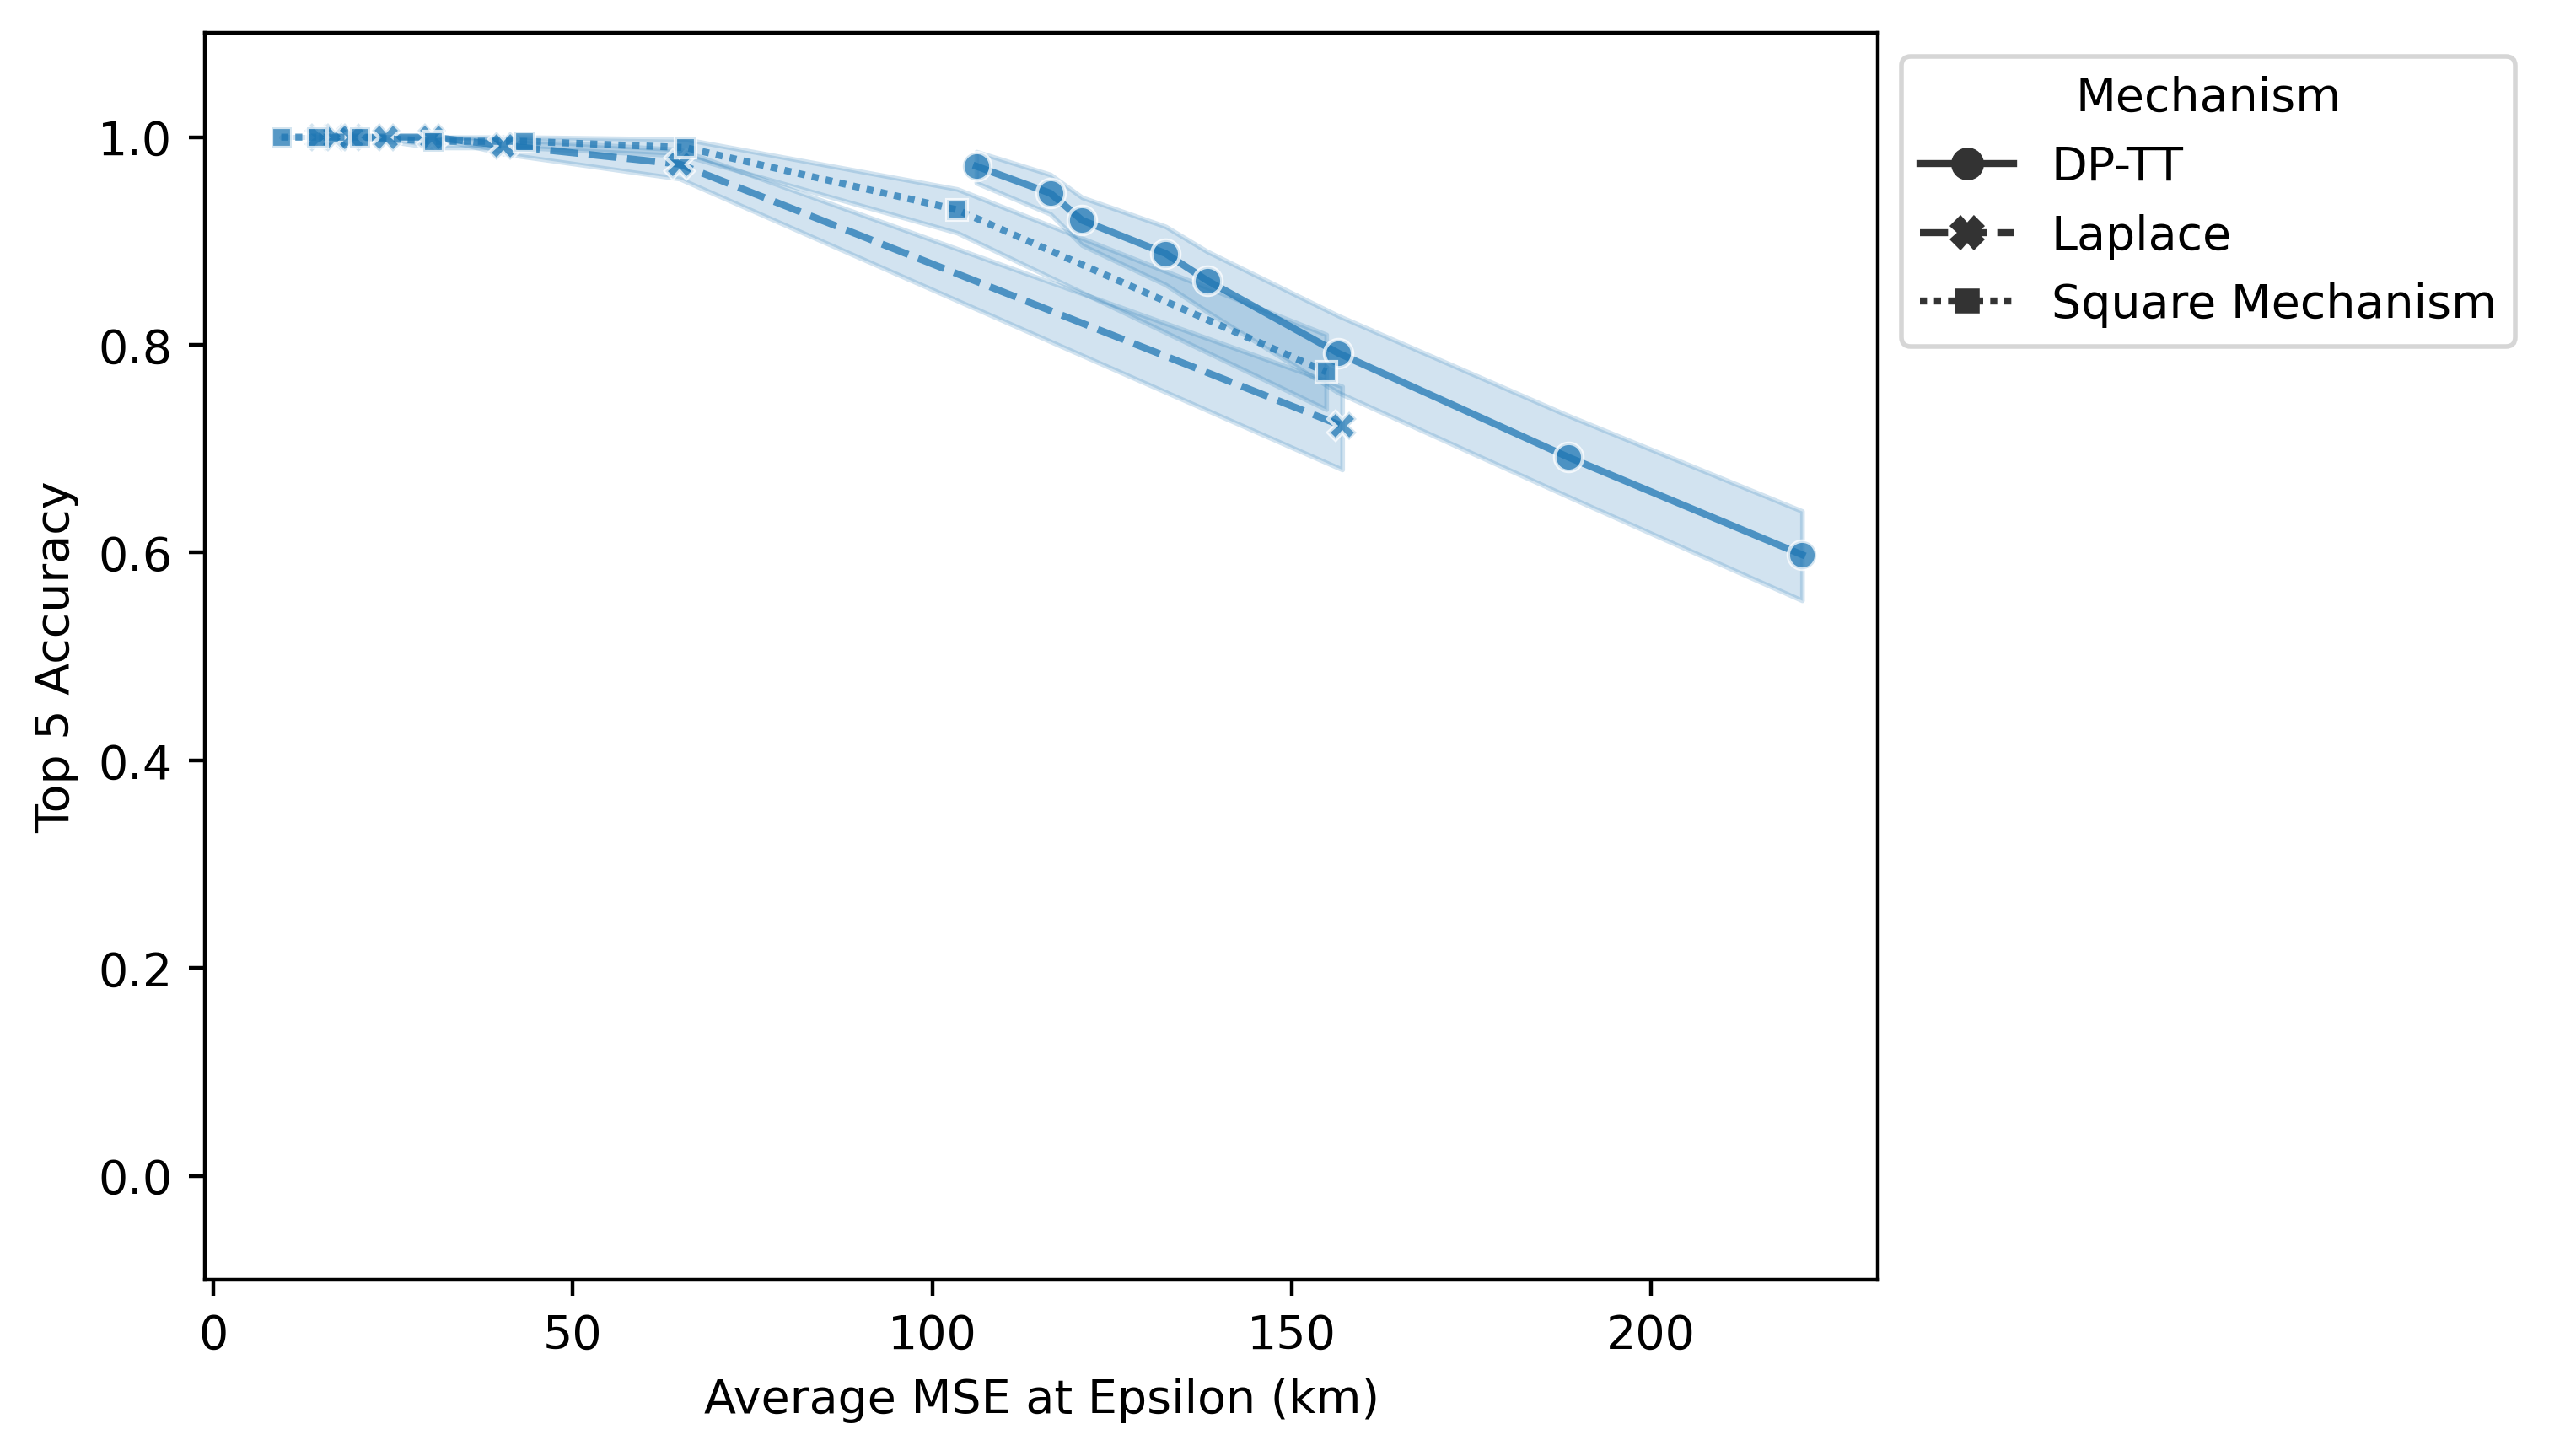 Mechanism
DP-TT
Laplace
Square Mechanism
Top 5 Accuracy
1.0
0.8
0.6
0.4
0.2
0.0
0 50 100 150 200
Average MSE at Epsilon (km)